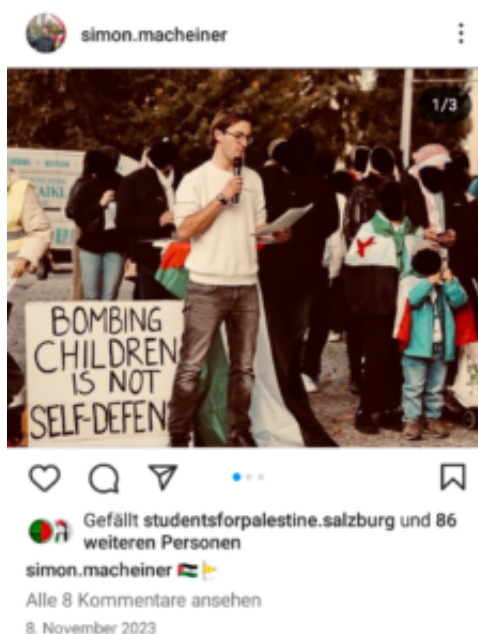 simon.macheiner
1/3
BOMBING
CHILDREN
IS NOT
SELF-DEFEN
Gefällt studentsforpalestine.salzburg und 86
weiteren Personen
simon.macheiner
Alle 8 Kommentare ansehen
8. November 2023